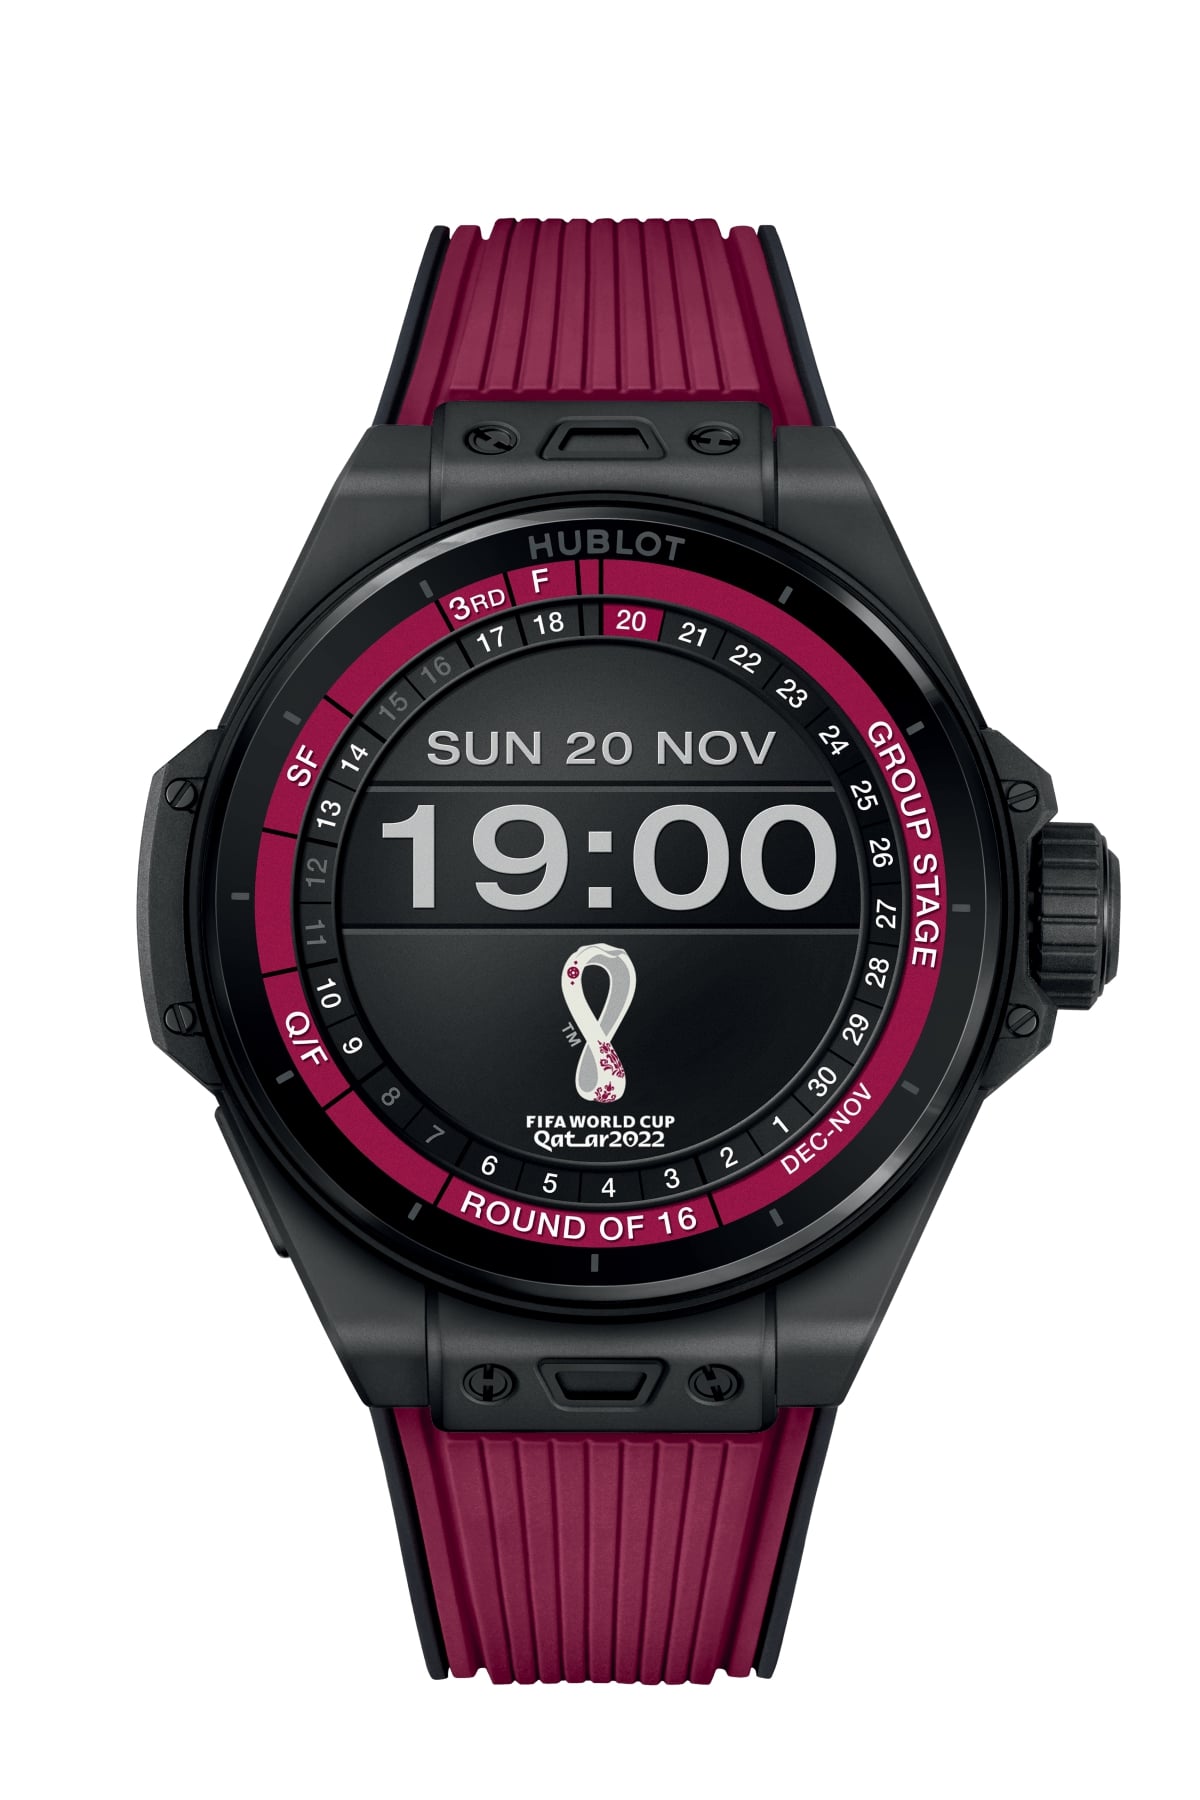 HUBLOT
3RD F
17 18 20 21 22 23 24 25 26 27 28 29 30 1 2 3 4 5 6 7 8 9 10 11 12 13 14 15 16
GROUP STAGE
DEC-NOV
ROUND OF 16
Q/F
SF
SUN 20 NOV
19:00
TM
FIFA WORLD CUP
Qatar2022